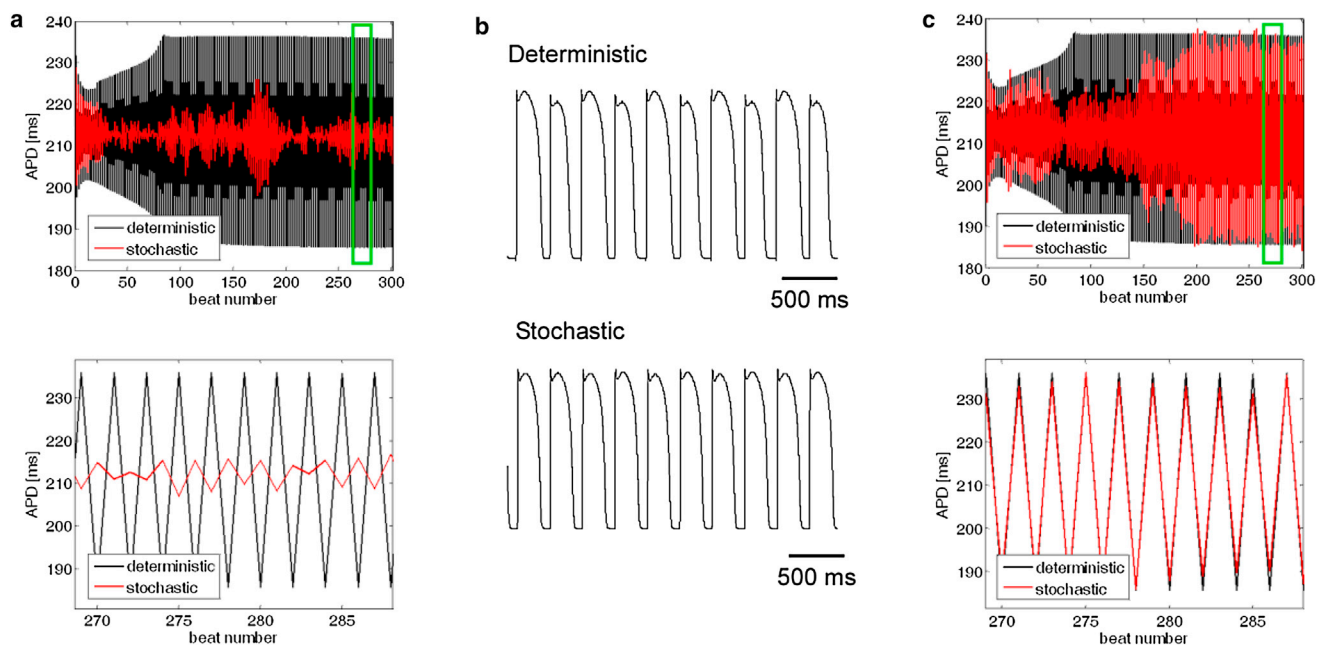 a
240
230
220
210
200
190
180
APD [ms]
deterministic
stochastic
0 50 100 150 200 250 300
beat number
230
220
210
200
190
APD [ms]
deterministic
stochastic
270 275 280 285
beat number
b
Deterministic
500 ms
Stochastic
500 ms
c
240
230
220
210
200
190
180
APD [ms]
deterministic
stochastic
0 50 100 150 200 250 300
beat number
230
220
210
200
190
APD [ms]
deterministic
stochastic
270 275 280 285
beat number